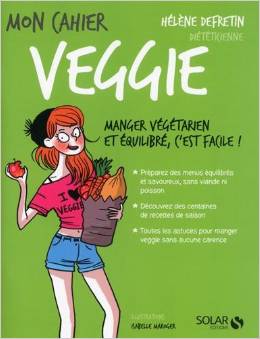 MON CAHIER
HÉLÈNE DEFRETIN
DIÉTÉTICIENNE
VEGGIE
MANGER VÉGÉTARIEN
ET ÉQUILIBRÉ, C'EST FACILE !
Préparez des menus équilibrés
et savoureux, sans viande ni
poisson
Découvrez des centaines
de recettes de saison
Toutes les astuces pour manger
veggie sans aucune carence
I ♥
VEGGIE
ILLUSTRATIONS
ISABELLE MAROGER
SOLAR
ÉDITIONS